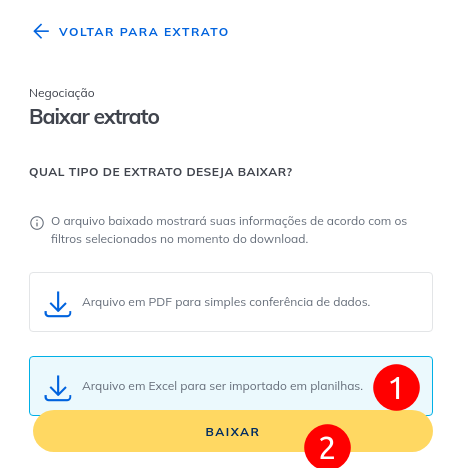 VOLTAR PARA EXTRATO
Negociação
Baixar extrato
QUAL TIPO DE EXTRATO DESEJA BAIXAR?
O arquivo baixado mostrará suas informações de acordo com os
filtros selecionados no momento do download.
Arquivo em PDF para simples conferência de dados.
Arquivo em Excel para ser importado em planilhas.
1
BAIXAR
2